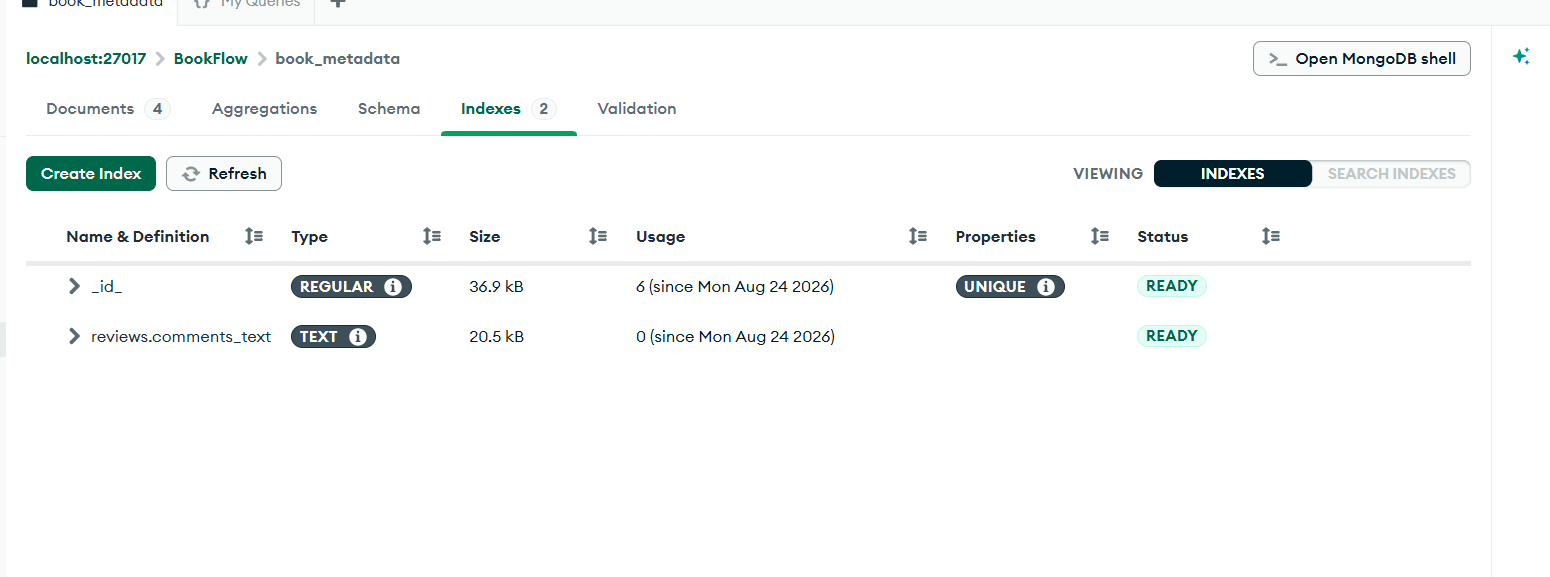 book_metadata {} My Queries +
localhost:27017 > BookFlow > book_metadata >_ Open MongoDB shell
Documents 4 Aggregations Schema Indexes 2 Validation
Create Index Refresh VIEWING INDEXES SEARCH INDEXES
Name & Definition Type Size Usage Properties Status
_id_ REGULAR 36.9 kB 6 (since Mon Aug 24 2026) UNIQUE READY
reviews.comments_text TEXT 20.5 kB 0 (since Mon Aug 24 2026) READY